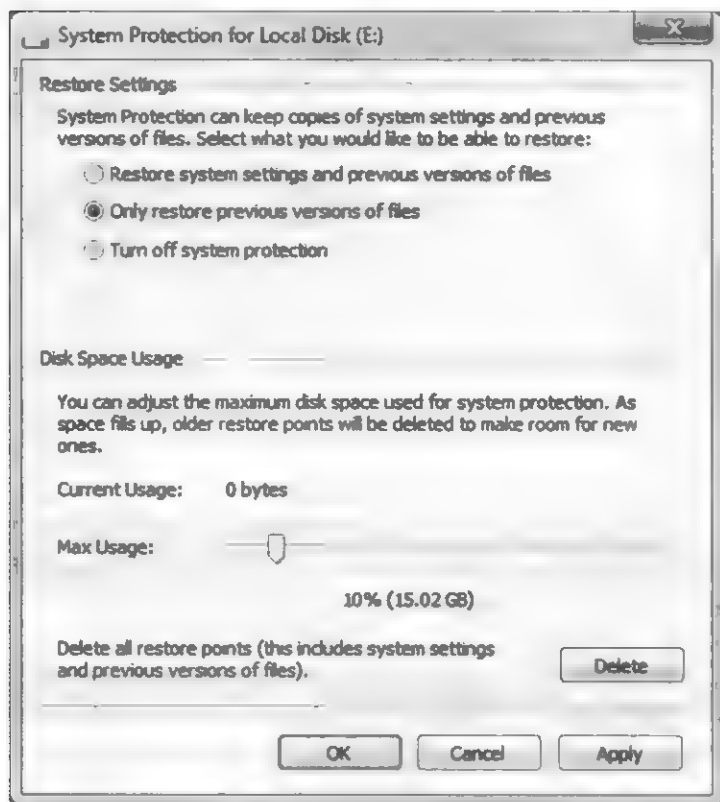 System Protection for Local Disk (E:)
X
Restore Settings
System Protection can keep copies of system settings and previous
versions of files. Select what you would like to be able to restore:
Restore system settings and previous versions of files
Only restore previous versions of files
Turn off system protection
Disk Space Usage
You can adjust the maximum disk space used for system protection. As
space fills up, older restore points will be deleted to make room for new
ones.
Current Usage: 0 bytes
Max Usage:
10% (15.02 GB)
Delete all restore points (this includes system settings
and previous versions of files).
Delete
OK Cancel Apply